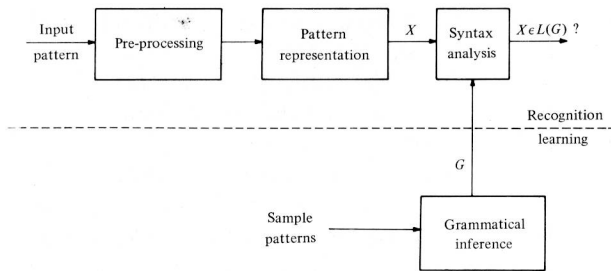 Input
pattern
Pre-processing
Pattern
representation
X
Syntax
analysis
X ϵ L(G) ?
Recognition
learning
G
Sample
patterns
Grammatical
inference